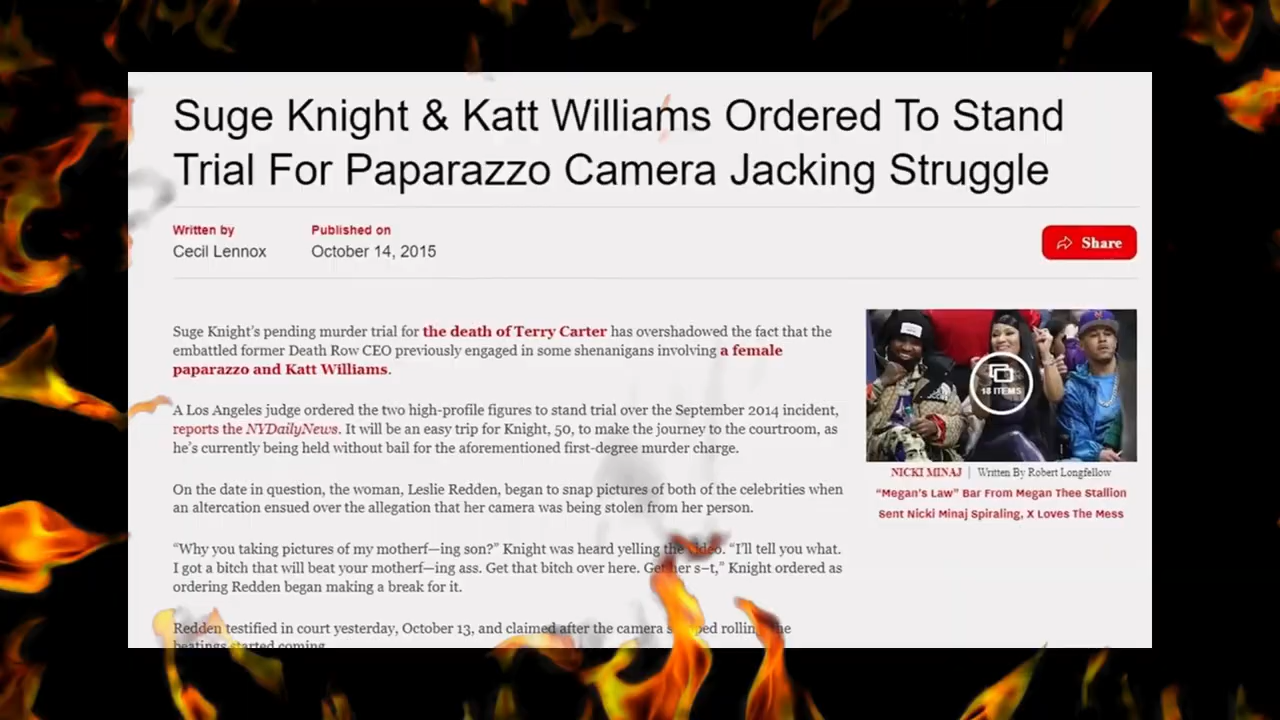 Suge Knight & Katt Williams Ordered To Stand
Trial For Paparazzo Camera Jacking Struggle
Written by
Published on
Cecil Lennox
October 14, 2015
Share
Suge Knight's pending murder trial for the death of Terry Carter has overshadowed the fact that the
embattled former Death Row CEO previously engaged in some shenanigans involving a female
paparazzo and Katt Williams.
A Los Angeles judge ordered the two high-profile figures to stand trial over the September 2014 incident,
reports the NYDailyNews. It will be an easy trip for Knight, 50, to make the journey to the courtroom, as
he's currently being held without bail for the aforementioned first-degree murder charge.
On the date in question, the woman, Leslie Redden, began to snap pictures of both of the celebrities when
an altercation ensued over the allegation that her camera was being stolen from her person.
“Why you taking pictures of my motherf—ing son?” Knight was heard yelling the video. “I'll tell you what.
I got a bitch that will beat your motherf—ing ass. Get that bitch over here. Get her s–t,” Knight ordered as
ordering Redden began making a break for it.
Redden testified in court yesterday, October 13, and claimed after the camera rolling, the
beatings started coming.
18 ITEMS
NICKI MINAJ | Written By Robert Longfellow
“Megan's Law” Bar From Megan Thee Stallion
Sent Nicki Minaj Spiraling, X Loves The Mess